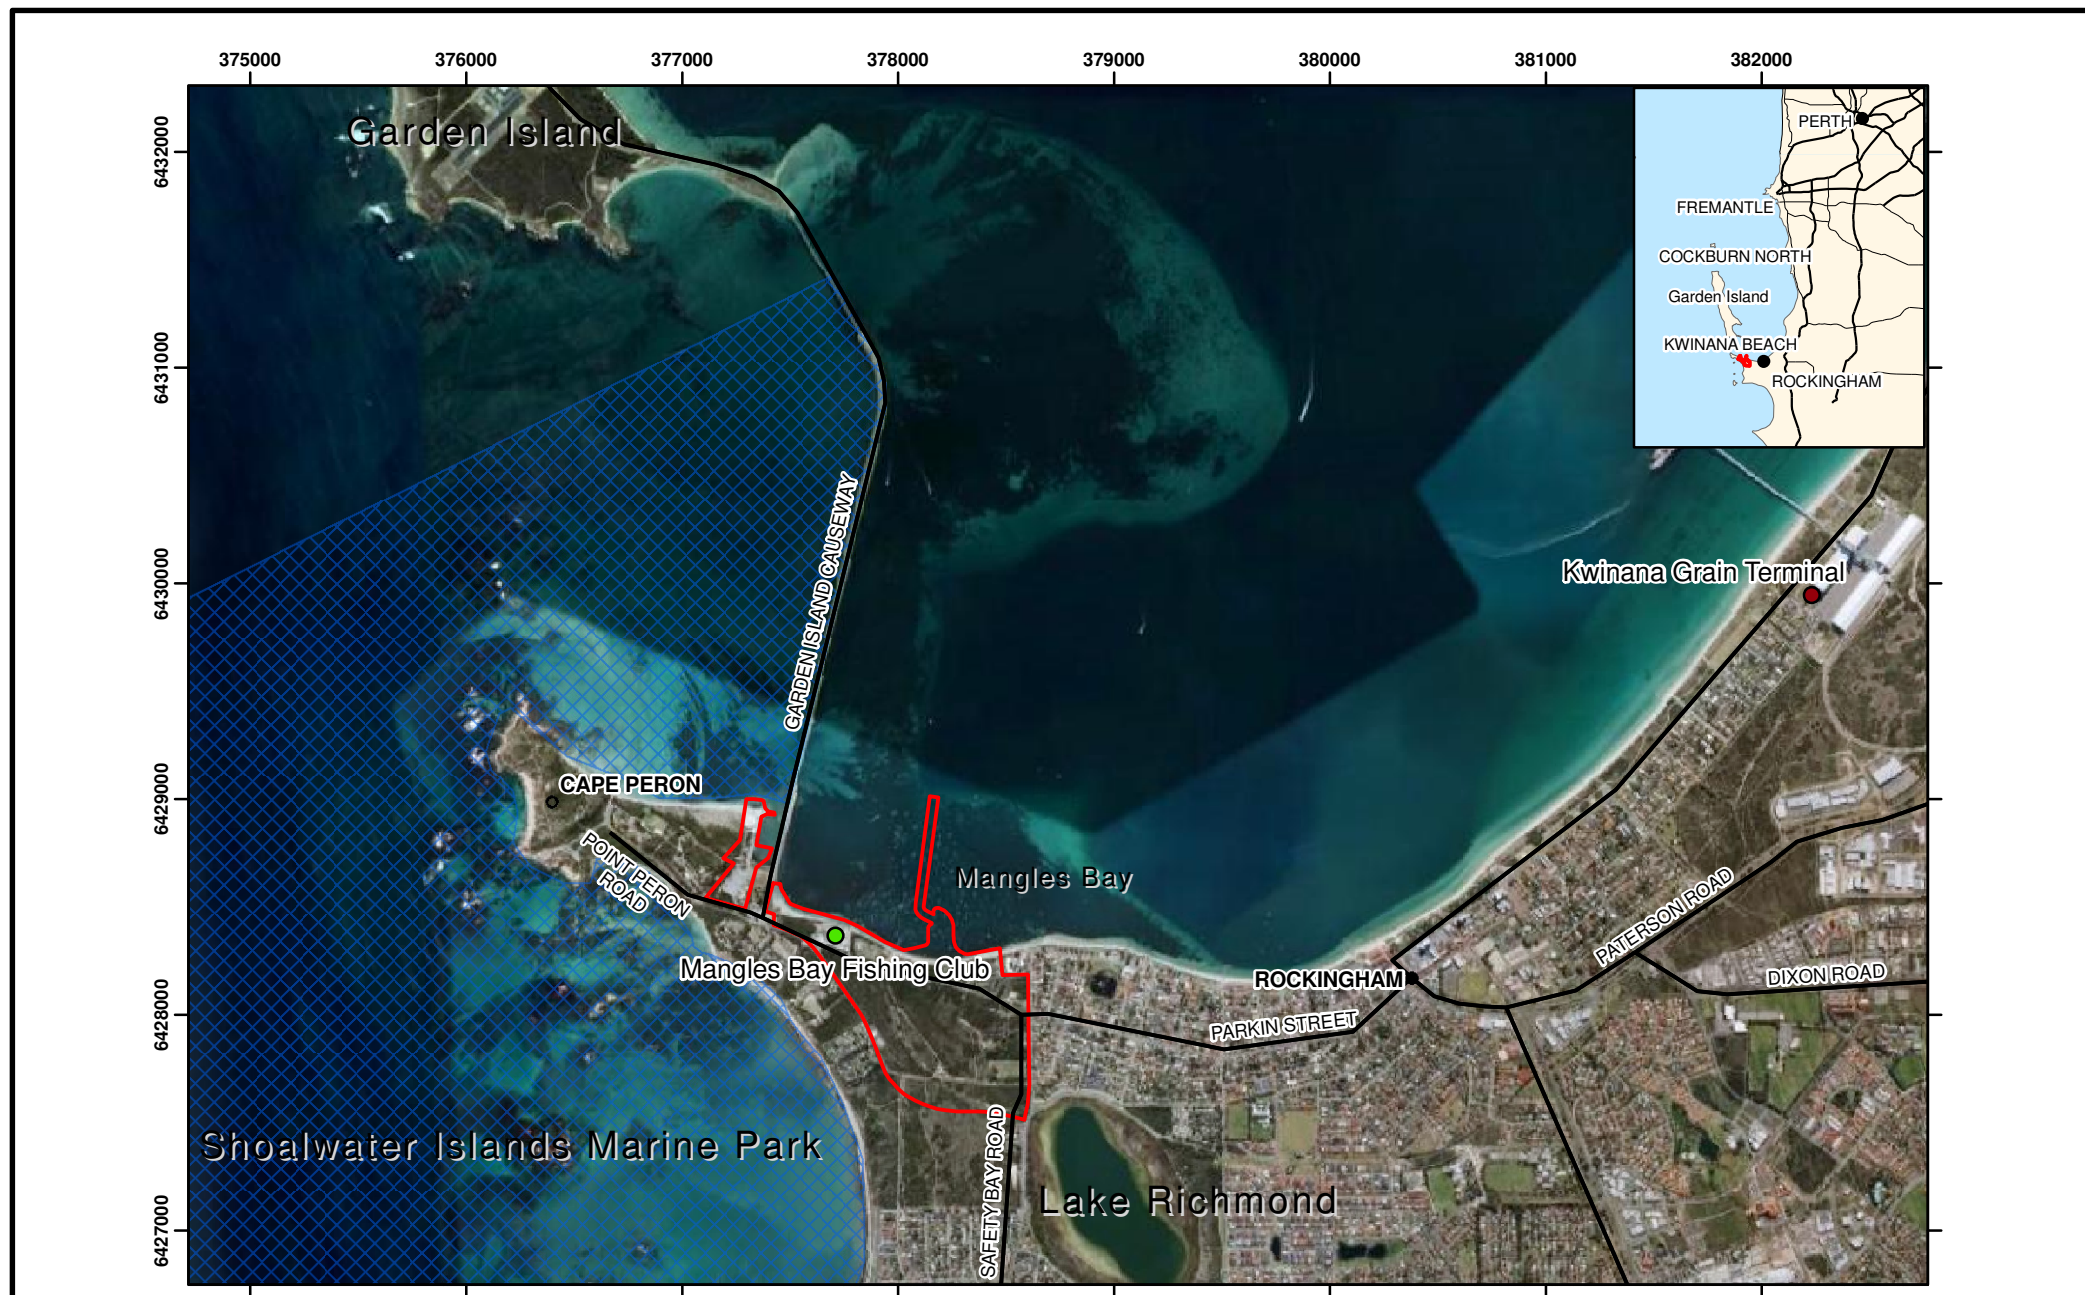 375000 376000 377000 378000 379000 380000 381000 382000
6432000
6431000
6430000
6429000
6428000
6427000
Garden Island
PERTH
FREMANTLE
COCKBURN NORTH
Garden Island
KWINANA BEACH
ROCKINGHAM
GARDEN ISLAND CAUSEWAY
Kwinana Grain Terminal
CAPE PERON
POINT PERON
ROAD
Mangles Bay
Mangles Bay Fishing Club
ROCKINGHAM
PATERSON ROAD
DIXON ROAD
PARKIN STREET
Shoalwater Islands Marine Park
SAFETY BAY ROAD
Lake Richmond